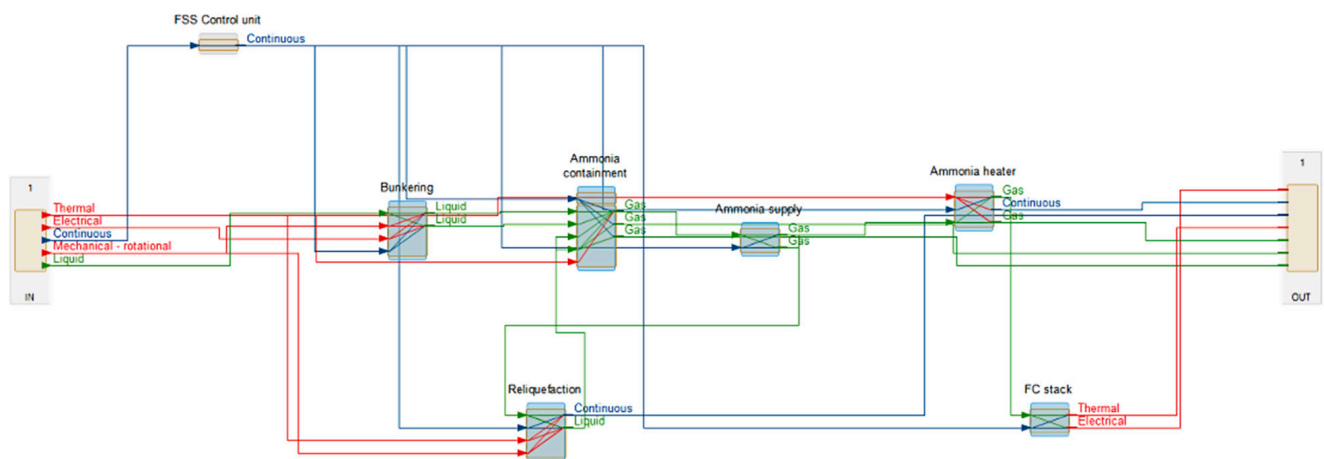 FSS Control unit
Continuous
1
Thermal
Electrical
Continuous
Mechanical - rotational
Liquid
IN
Bunkering
Liquid
Liquid
Ammonia
containment
Gas
Gas
Gas
Ammonia supply
Gas
Gas
Ammonia heater
Gas
Continuous
Gas
1
OUT
Reliquefaction
Continuous
Liquid
FC stack
Thermal
Electrical